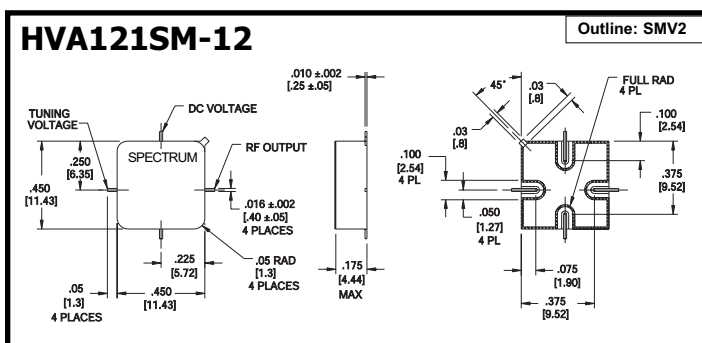 HVA121SM-12
Outline: SMV2
.010 ±.002
[.25 ±.05]
TUNING
VOLTAGE
DC VOLTAGE
SPECTRUM
RF OUTPUT
.250
[6.35]
.450
[11.43]
.016 ±.002
[.40 ±.05]
4 PLACES
.225
[5.72]
.05 RAD
[1.3]
4 PLACES
.05
[1.3]
4 PLACES
.450
[11.43]
.175
[4.44]
MAX
45°
.03
[.8]
FULL RAD
4 PL
.03
[.8]
.100
[2.54]
.100
[2.54]
4 PL
.375
[9.52]
.050
[1.27]
4 PL
.075
[1.90]
.375
[9.52]